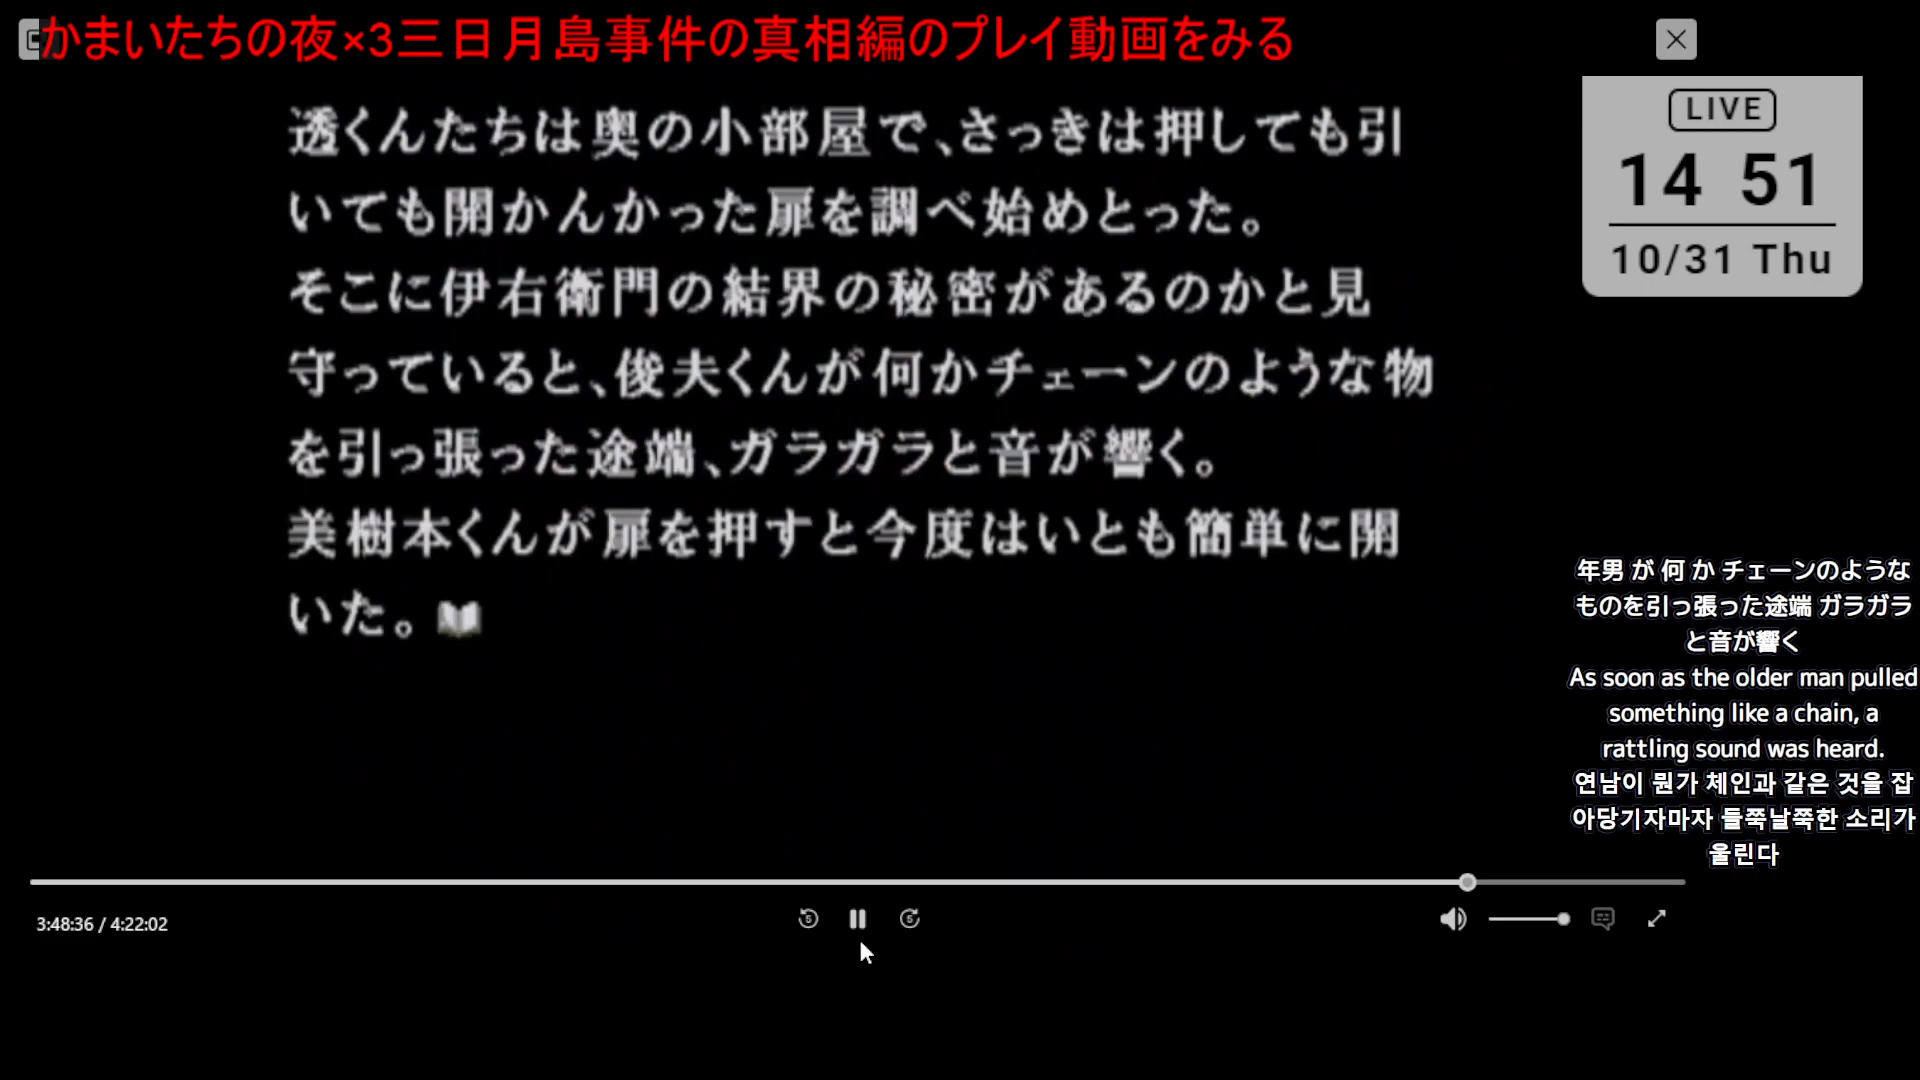 かまいたちの夜×3三日月島事件の真相編のプレイ動画をみる
LIVE
14 51
10/31 Thu
透くんたちは奥の小部屋で、さっきは押しても引
いても開かんかった扉を調べ始めとった。
そこに伊右衛門の結界の秘密があるのかと見
守っていると、俊夫くんが何かチェーンのような物
を引っ張った途端、ガラガラと音が響く。
美樹本くんが扉を押すと今度はいとも簡単に開
いた。
年男 が 何 か チェーンのような
ものを引っ張った途端 ガラガラ
と音が響く
As soon as the older man pulled
something like a chain, a
rattling sound was heard.
연남이 뭔가 체인과 같은 것을 잡
아당기자마자 들쭉날쭉한 소리가
울린다
3:48:36 / 4:22:02
5
5